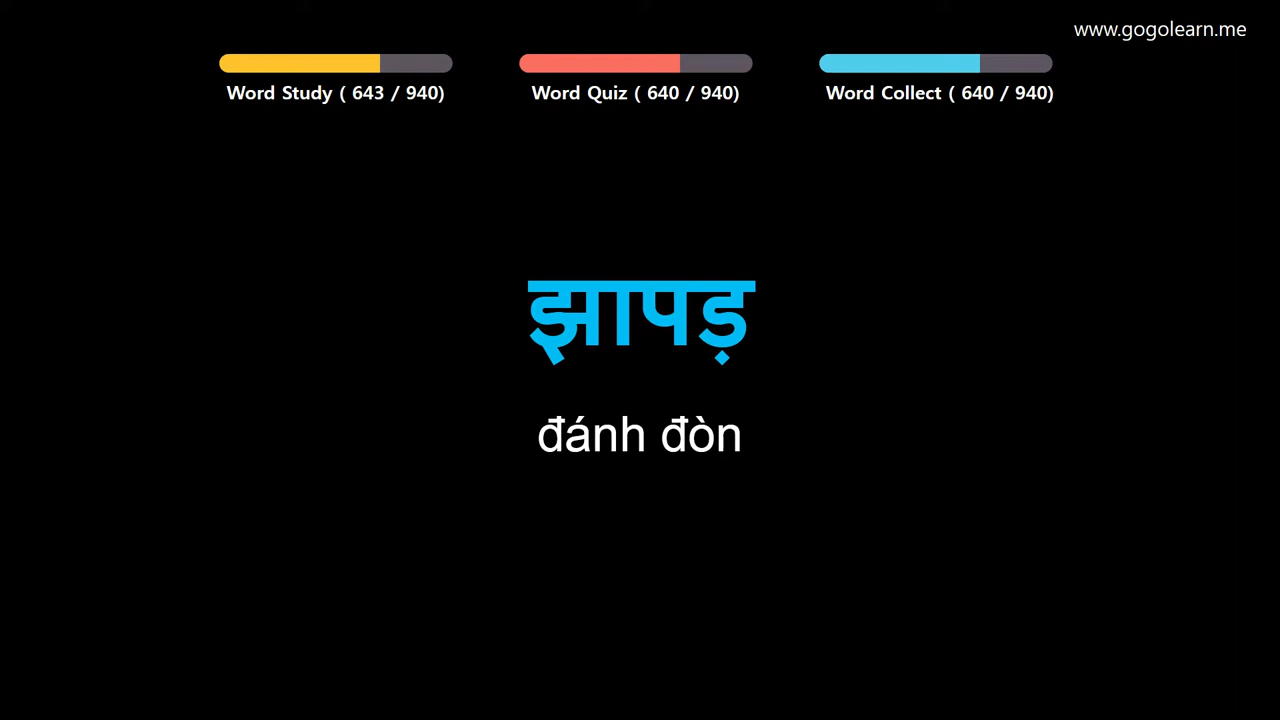 www.gogolearn.me
Word Study ( 643 / 940)
Word Quiz ( 640 / 940)
Word Collect ( 640 / 940)
झापड़
đánh đòn